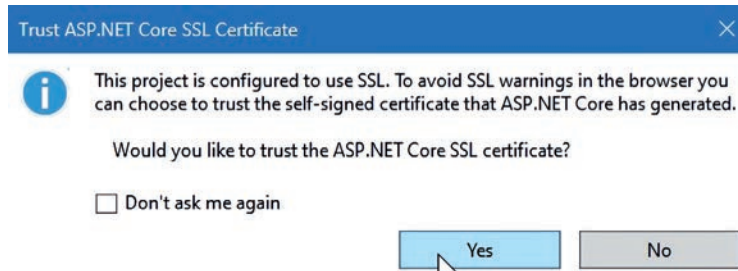 Trust ASP.NET Core SSL Certificate
This project is configured to use SSL. To avoid SSL warnings in the browser you
can choose to trust the self-signed certificate that ASP.NET Core has generated.
Would you like to trust the ASP.NET Core SSL certificate?
Don't ask me again
Yes No